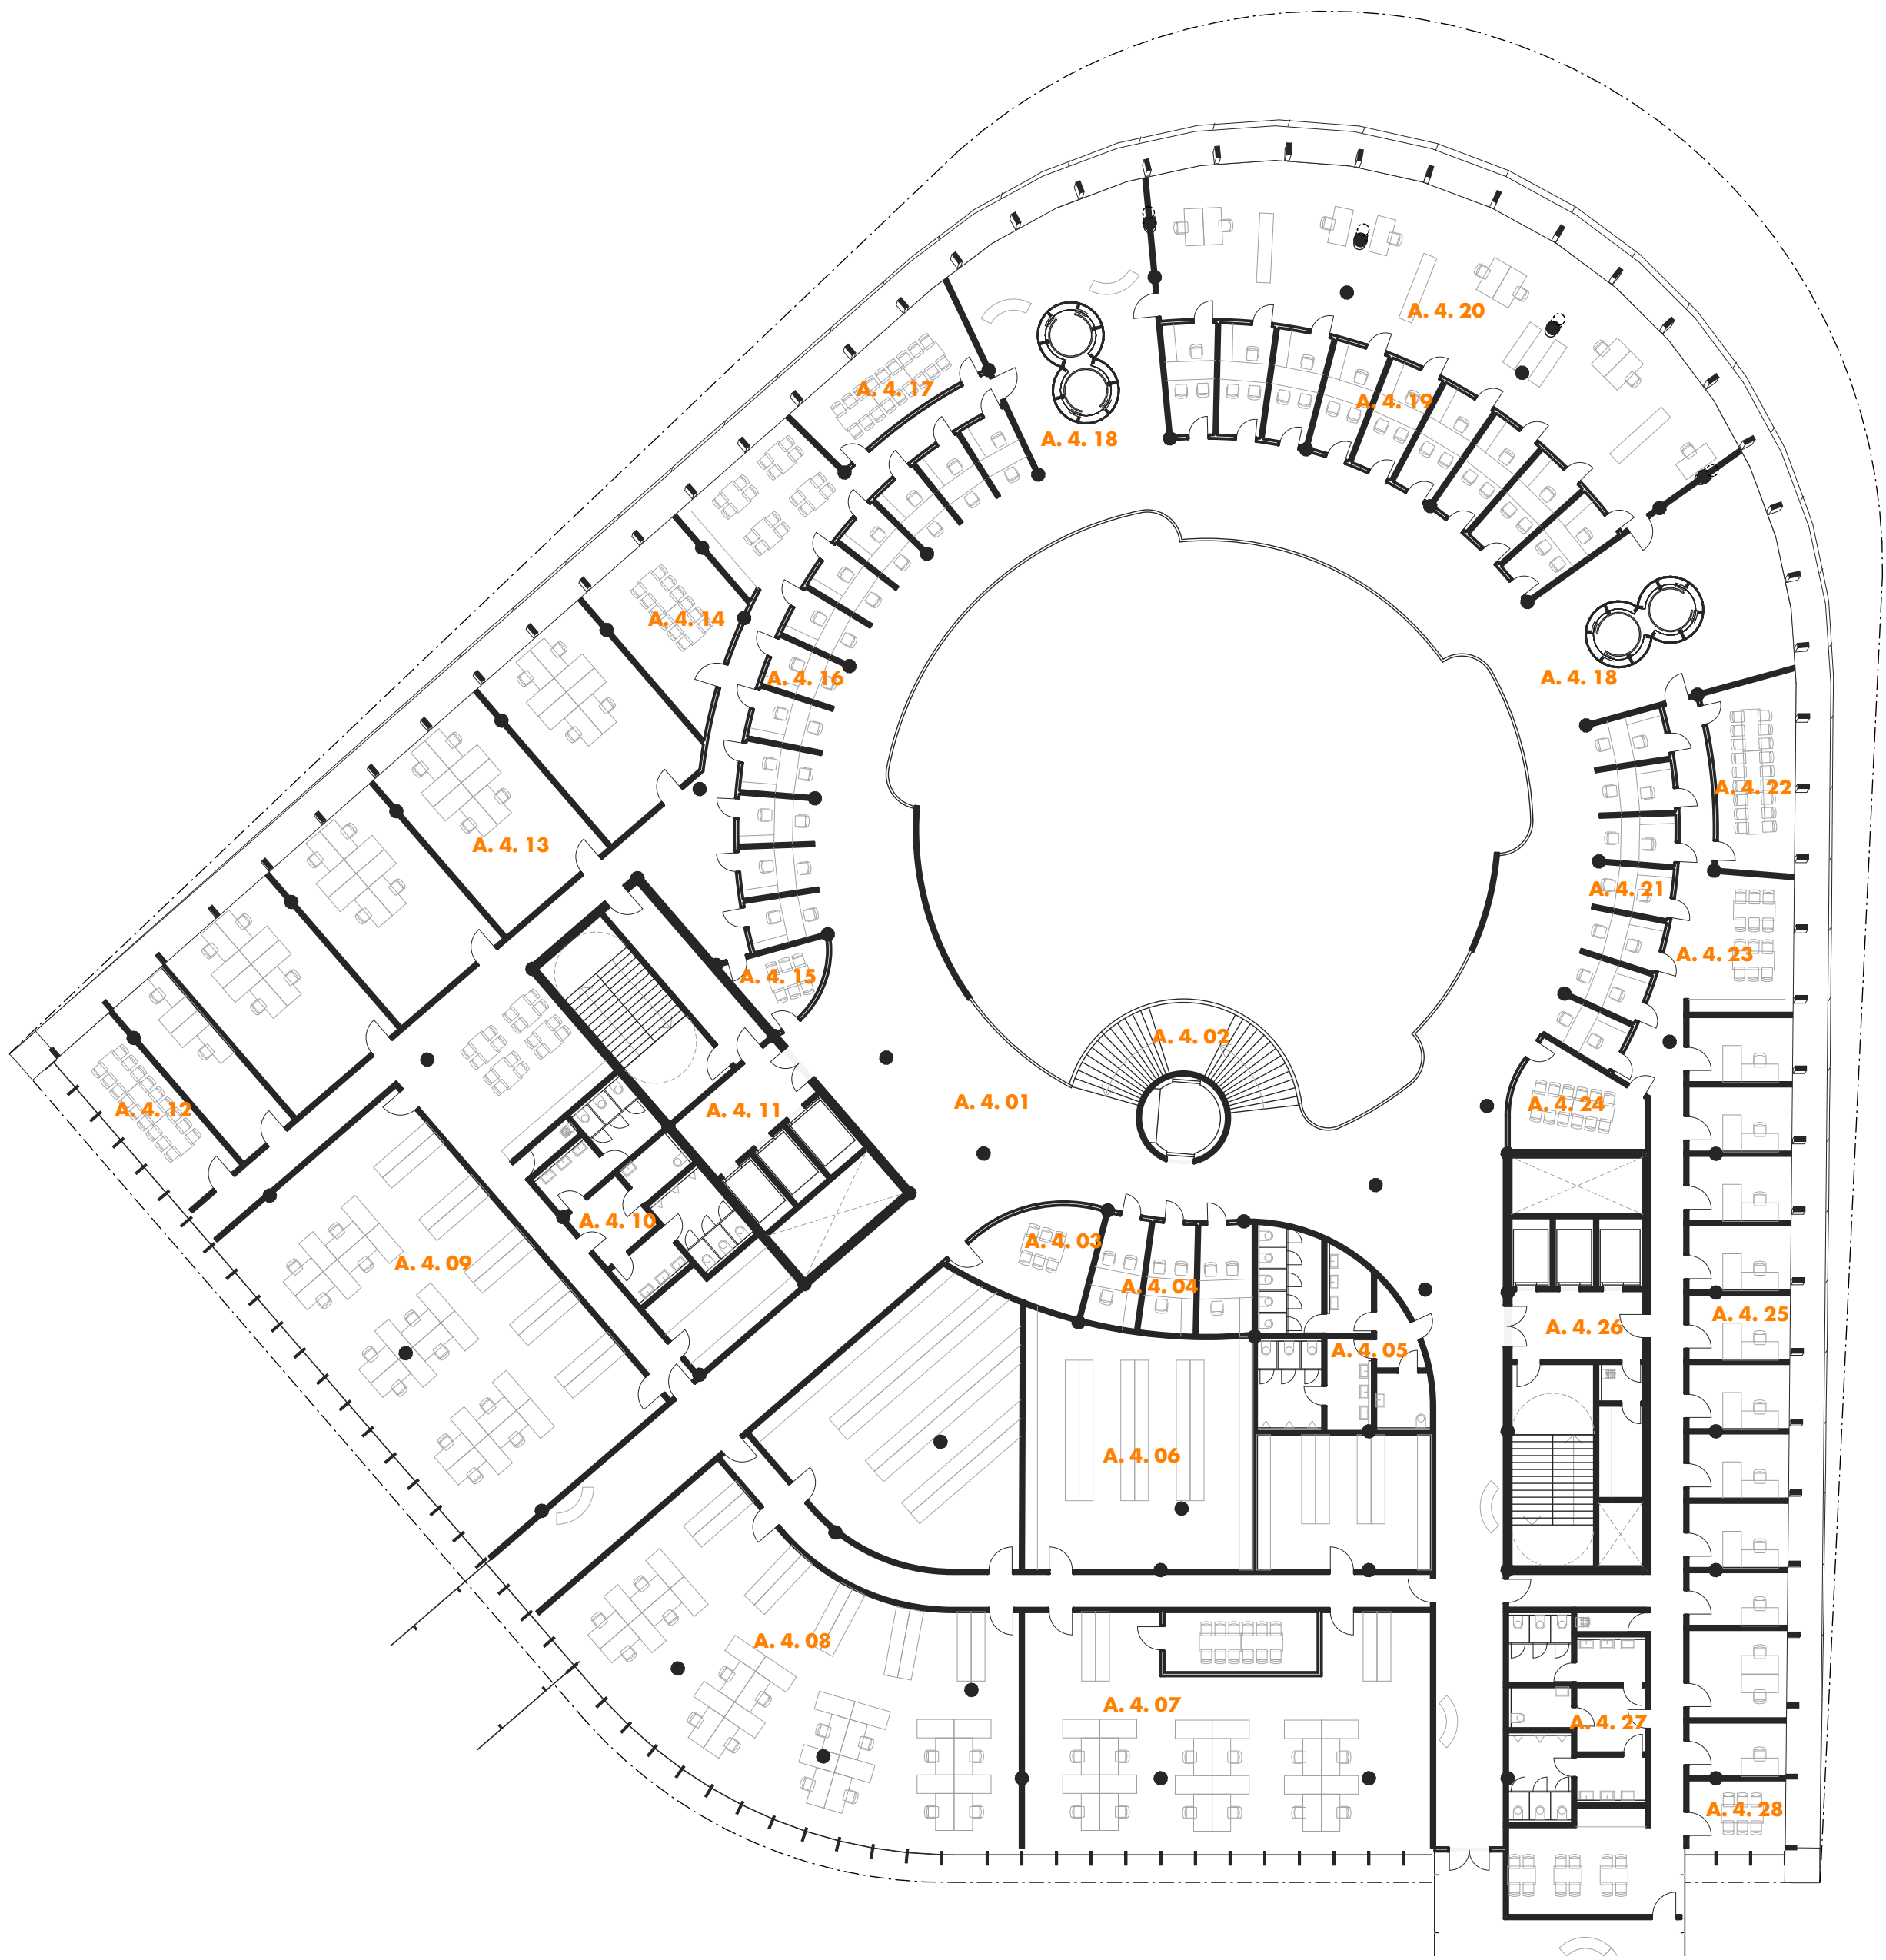 A. 4. 20
A. 4. 17
A. 4. 19
A. 4. 18
A. 4. 14
A. 4. 16
A. 4. 18
A. 4. 22
A. 4. 13
A. 4. 21
A. 4. 23
A. 4. 15
A. 4. 02
A. 4. 01
A. 4. 24
A. 4. 12
A. 4. 11
A. 4. 10
A. 4. 03
A. 4. 09
A. 4. 04
A. 4. 25
A. 4. 26
A. 4. 05
A. 4. 06
A. 4. 08
A. 4. 07
A. 4. 27
A. 4. 28